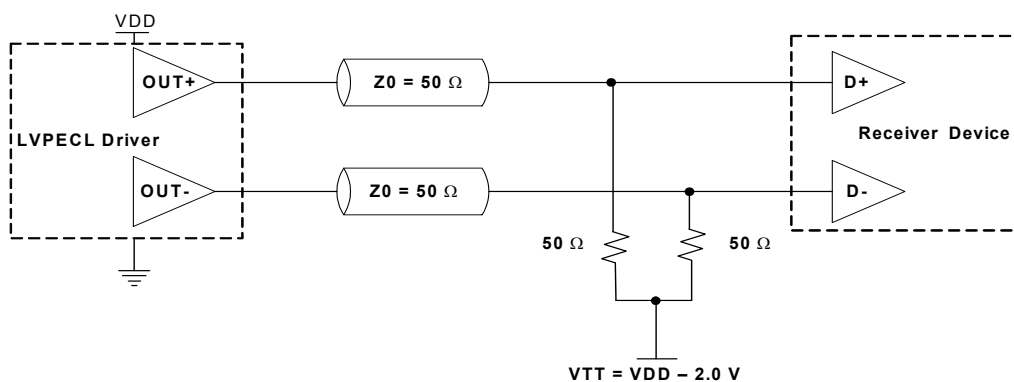 VDD
OUT+
Z0 = 50 Ω
D+
LVPECL Driver
Receiver Device
OUT-
Z0 = 50 Ω
D-
50 Ω
50 Ω
VTT = VDD – 2.0 V